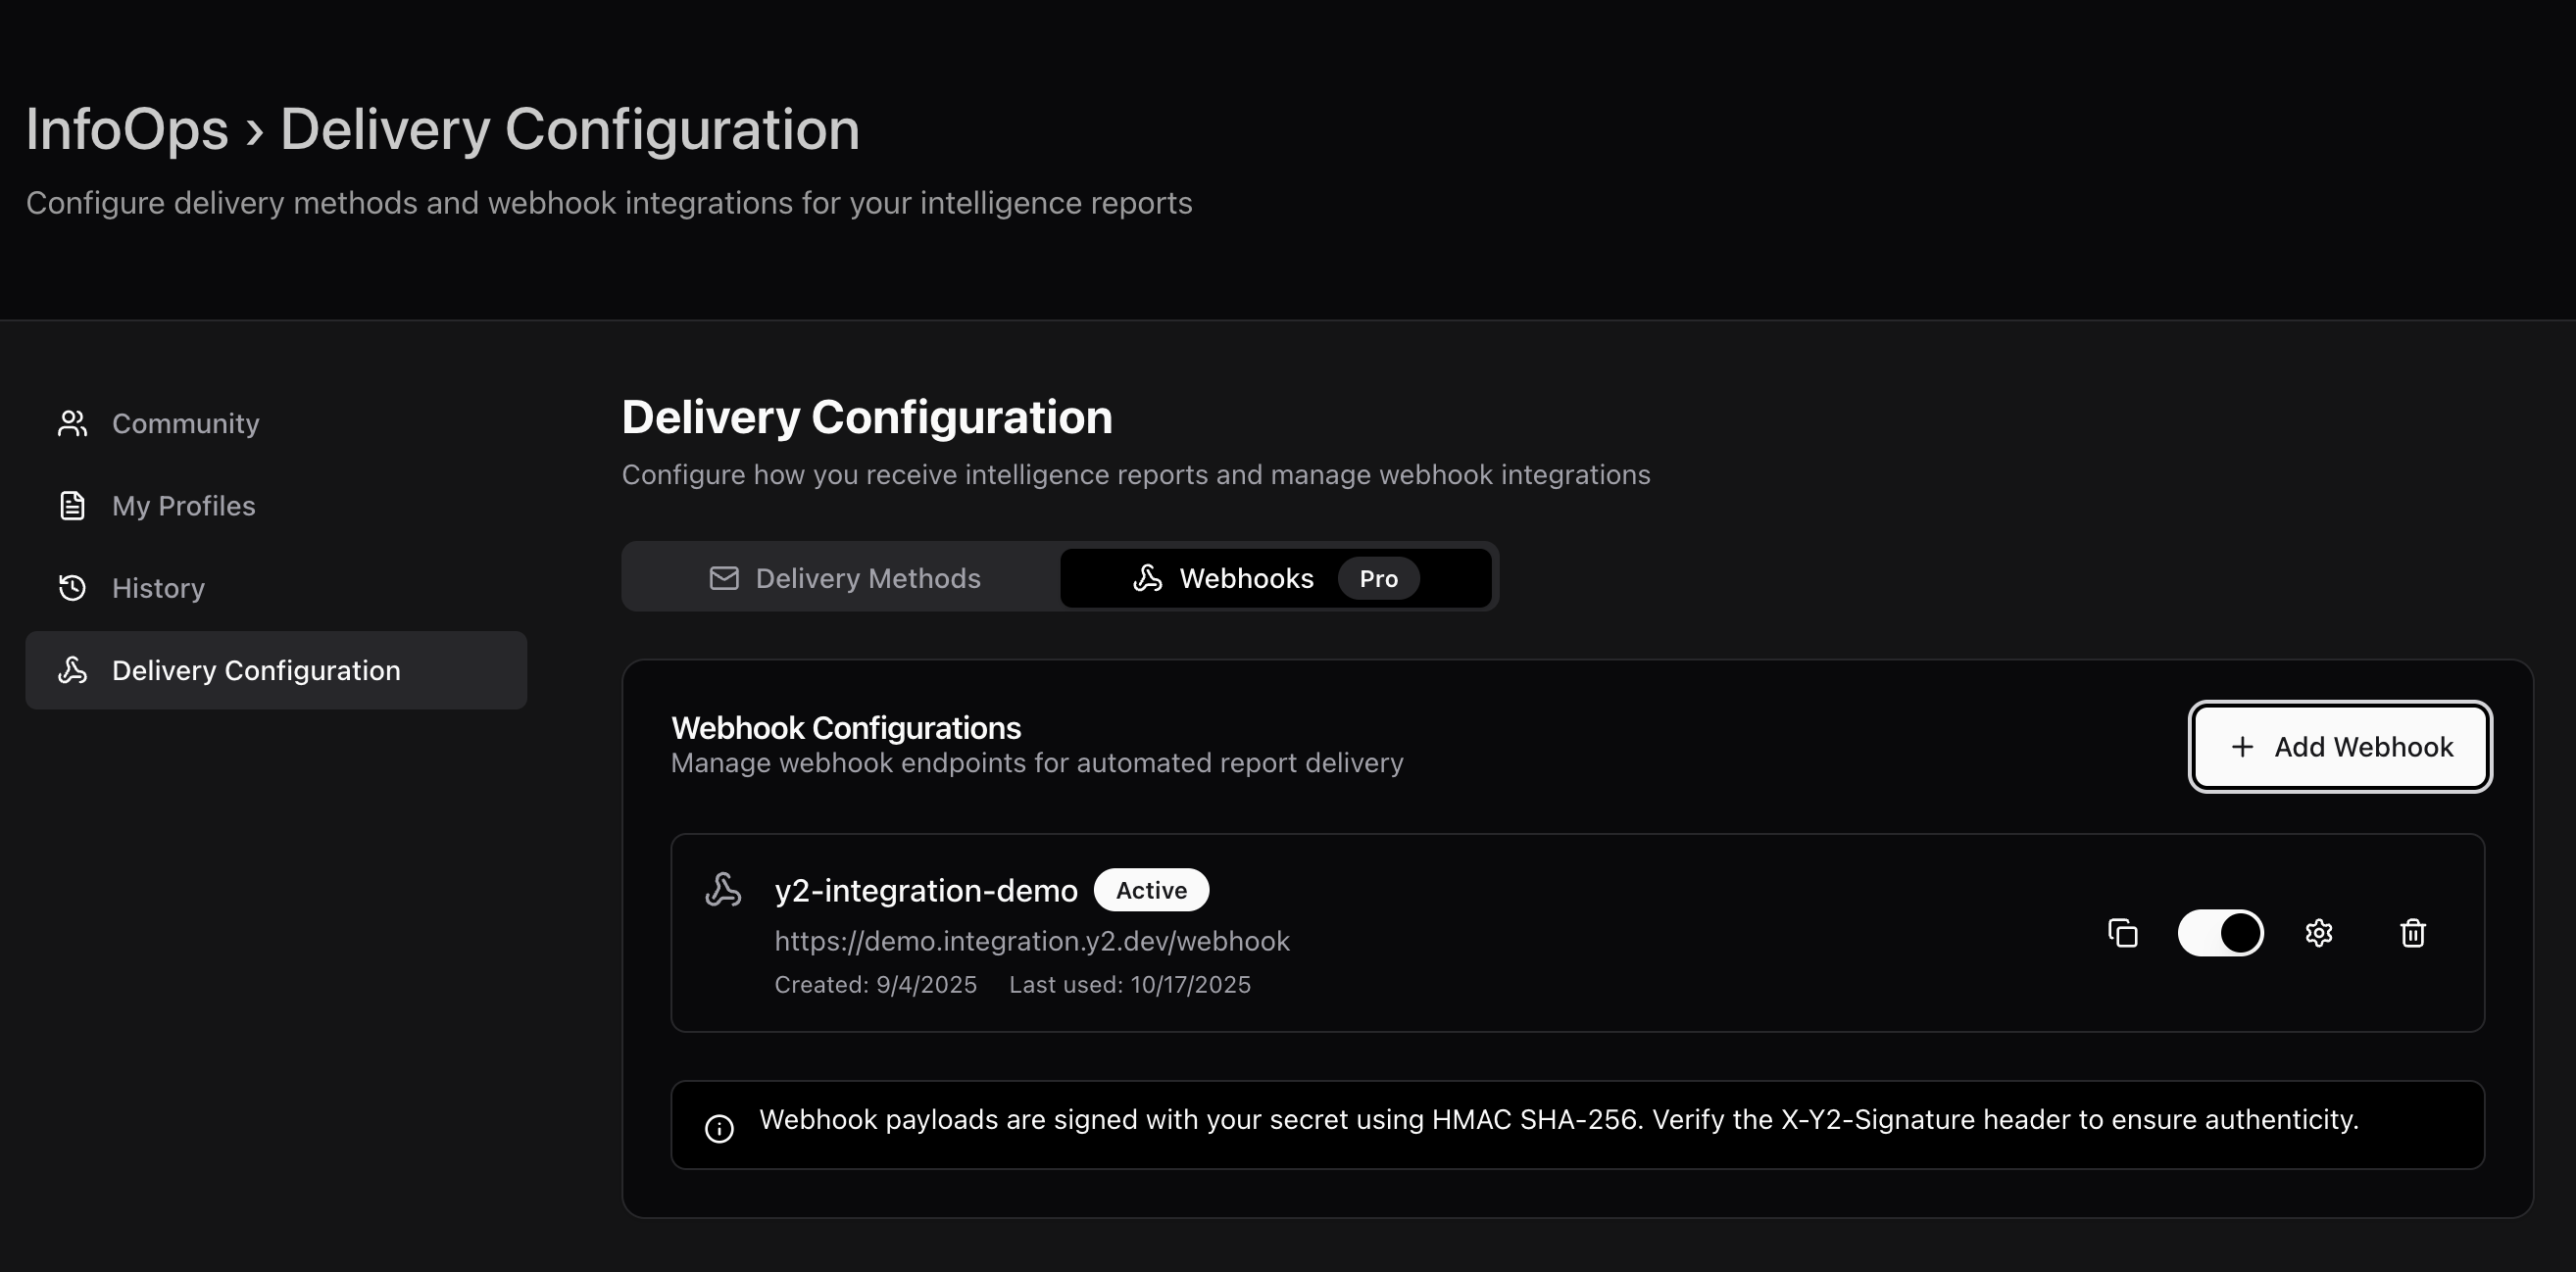 InfoOps › Delivery Configuration
Configure delivery methods and webhook integrations for your intelligence reports
Community
My Profiles
History
Delivery Configuration
Delivery Configuration
Configure how you receive intelligence reports and manage webhook integrations
Delivery Methods
Webhooks Pro
Webhook Configurations
Manage webhook endpoints for automated report delivery
+ Add Webhook
y2-integration-demo Active
https://demo.integration.y2.dev/webhook
Created: 9/4/2025 Last used: 10/17/2025
Webhook payloads are signed with your secret using HMAC SHA-256. Verify the X-Y2-Signature header to ensure authenticity.